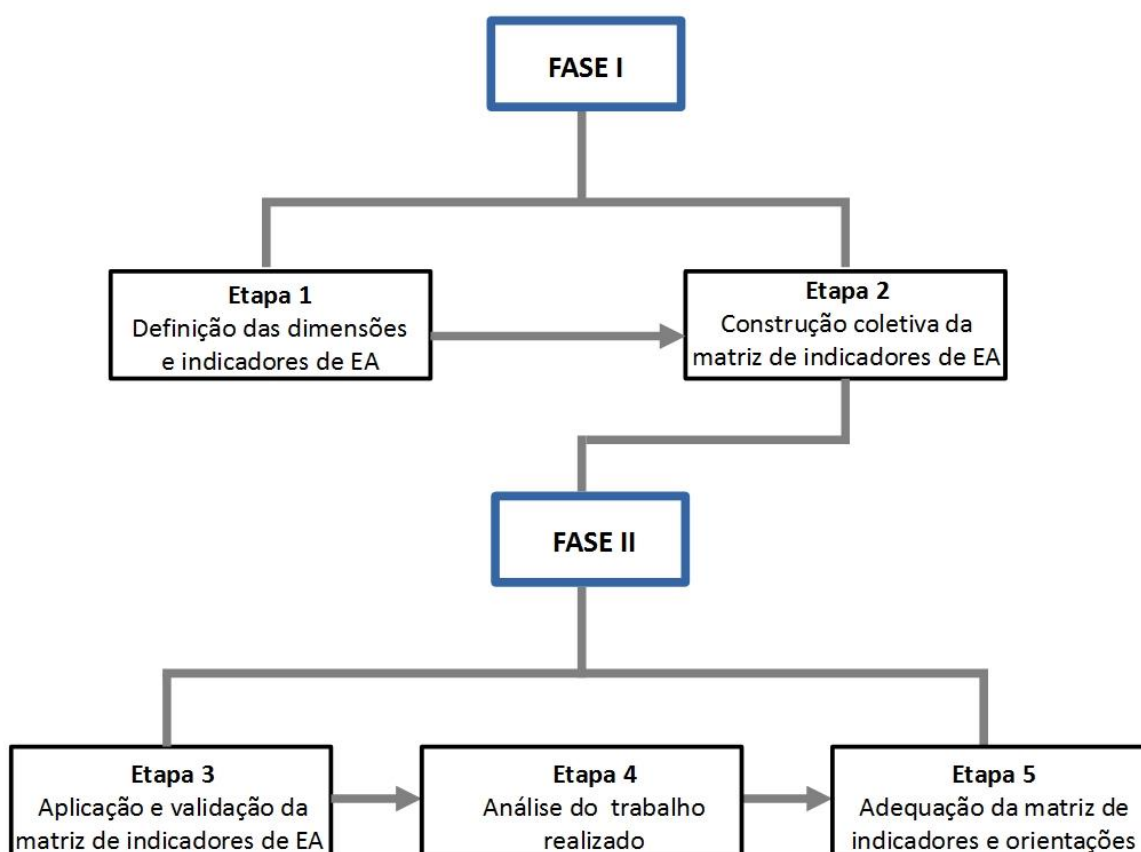 FASE I
Etapa 1
Definição das dimensões
e indicadores de EA
Etapa 2
Construção coletiva da
matriz de indicadores de EA
FASE II
Etapa 3
Aplicação e validação da
matriz de indicadores de EA
Etapa 4
Análise do trabalho
realizado
Etapa 5
Adequação da matriz de
indicadores e orientações